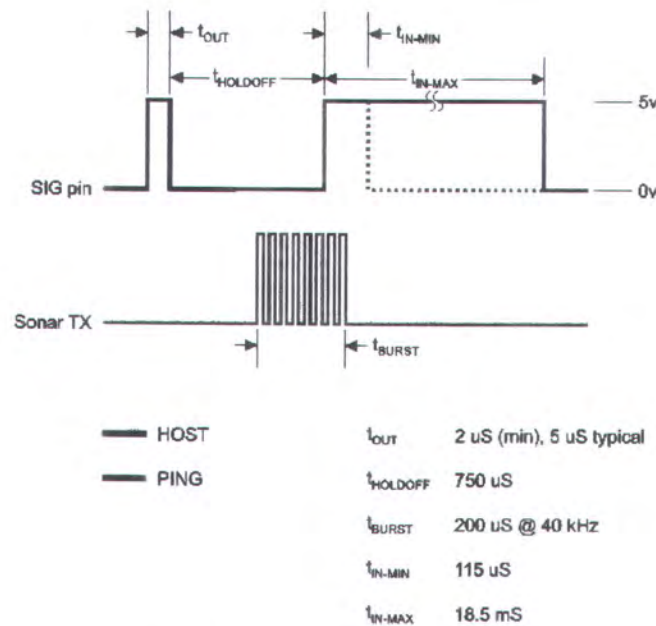 tOUT
tIN-MIN
tHOLDOFF
tIN-MAX
5v
SIG pin
0v
Sonar TX
tBURST
HOST
PING
tOUT 2 uS (min), 5 uS typical
tHOLDOFF 750 uS
tBURST 200 uS @ 40 kHz
tIN-MIN 115 uS
tIN-MAX 18.5 mS